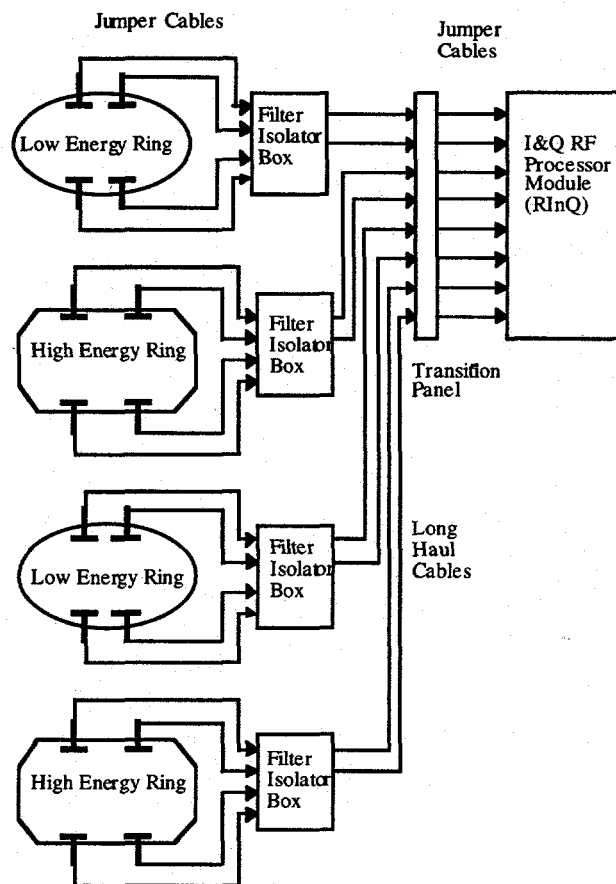 Jumper Cables
Jumper
Cables
Low Energy Ring
Filter
Isolator
Box
I&Q RF
Processor
Module
(RInQ)
High Energy Ring
Filter
Isolator
Box
Transition
Panel
Low Energy Ring
Filter
Isolator
Box
Long
Haul
Cables
High Energy Ring
Filter
Isolator
Box